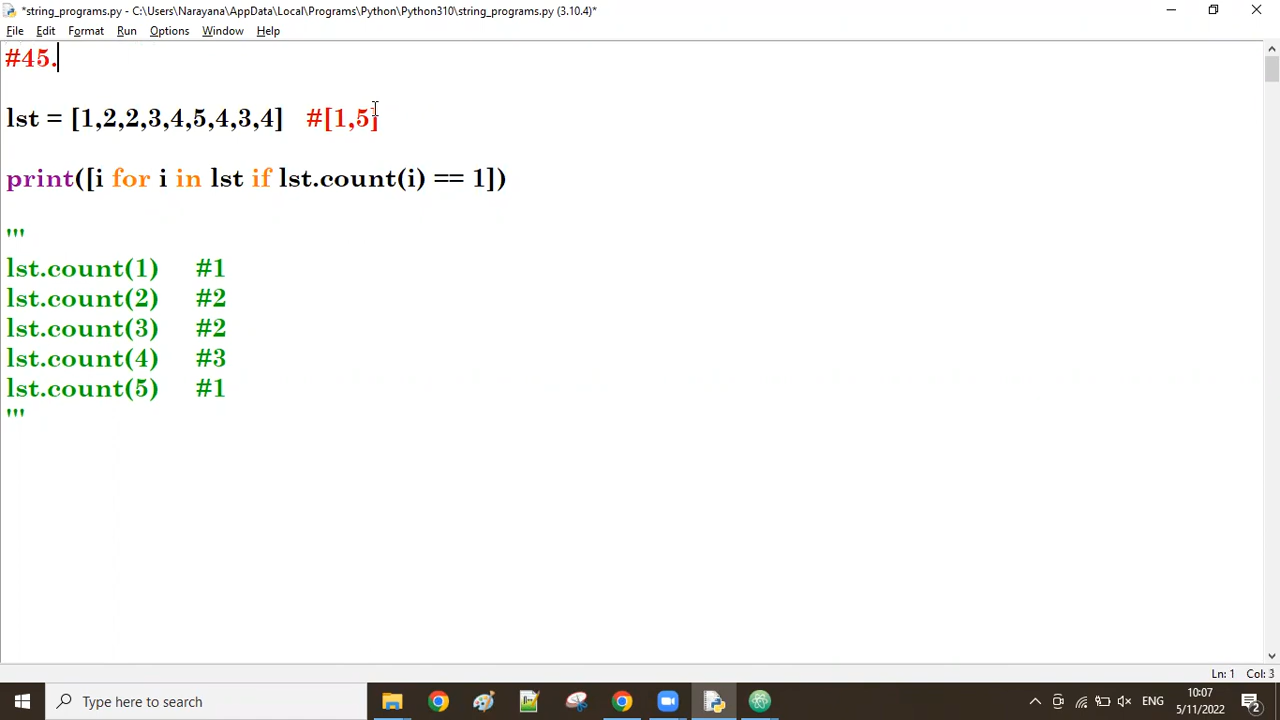 *string_programs.py - C:\Users\Narayana\AppData\Local\Programs\Python\Python310\string_programs.py (3.10.4)*
File Edit Format Run Options Window Help
#45.
lst = [1,2,2,3,4,5,4,3,4] #[1,5]
print([i for i in lst if lst.count(i) == 1])
'''
lst.count(1) #1
lst.count(2) #2
lst.count(3) #2
lst.count(4) #3
lst.count(5) #1
'''
Ln: 1 Col: 3
Type here to search
ENG
10:07
5/11/2022
2